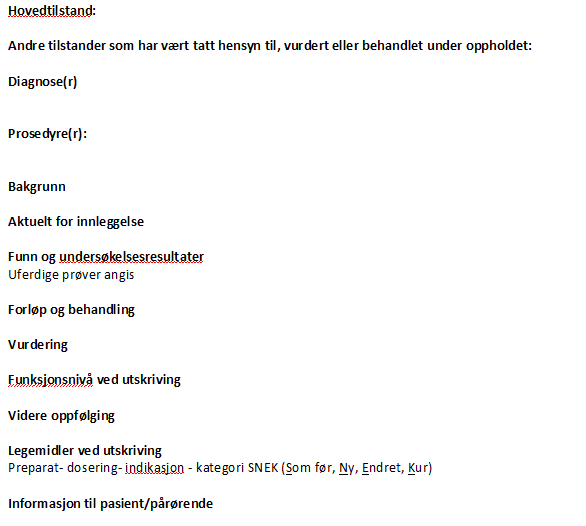 Hovedtilstand:
Andre tilstander som har vært tatt hensyn til, vurdert eller behandlet under oppholdet:
Diagnose(r)
Prosedyre(r):
Bakgrunn
Aktuelt for innleggelse
Funn og undersøkelsesresultater
Uferdige prøver angis
Forløp og behandling
Vurdering
Funksjonsnivå ved utskriving
Videre oppfølging
Legemidler ved utskriving
Preparat- dosering- indikasjon - kategori SNEK (Som før, Ny, Endret, Kur)
Informasjon til pasient/pårørende